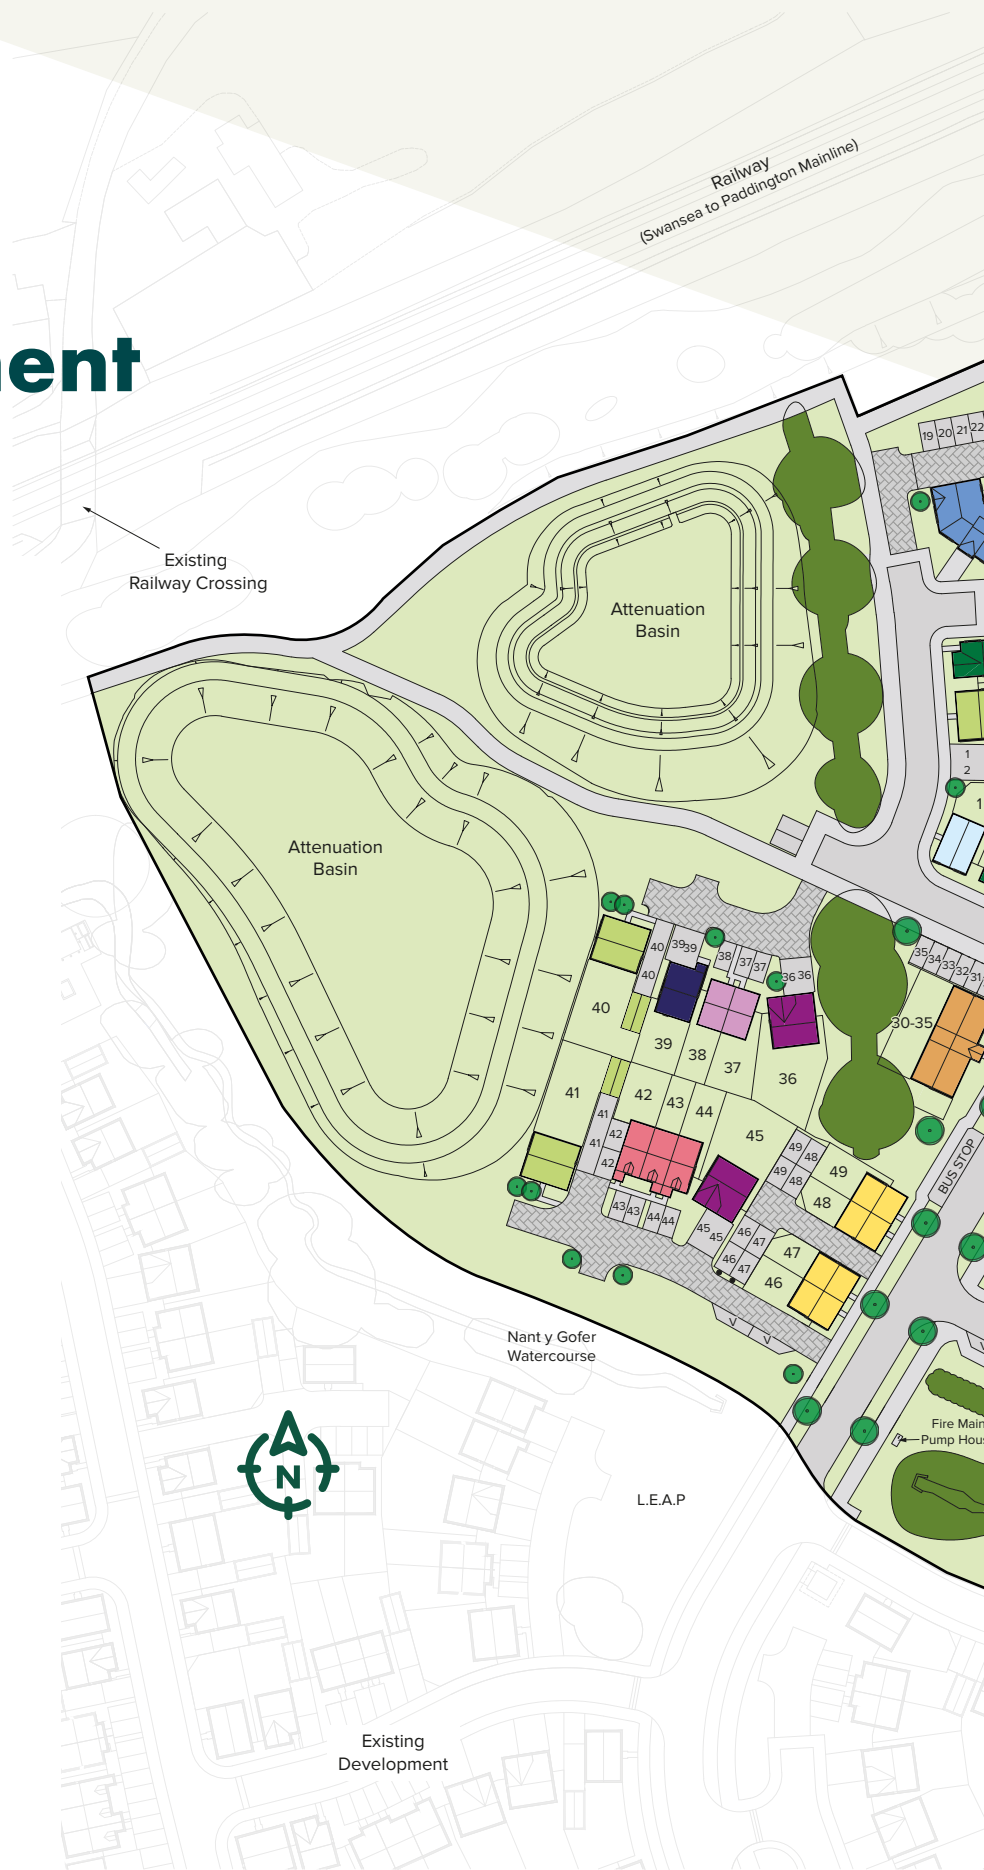 Railway
(Swansea to Paddington Mainline)
ent
Existing
Railway Crossing
Attenuation
Basin
19 20 21 22
1
2
1
Attenuation
Basin
40 39 39
40
38 37 37
36 36
35 34 33 32 31
30-35
40
39
38
37
36
41
42
43
44
45
41
42
41
42
43 43 44 44
45
45
49
48
49
48
49
48
46
47
46
47
47
46
BUS STOP
V
V
V
Nant y Gofer
Watercourse
Fire Main
Pump Hou
N
L.E.A.P
Existing
Development